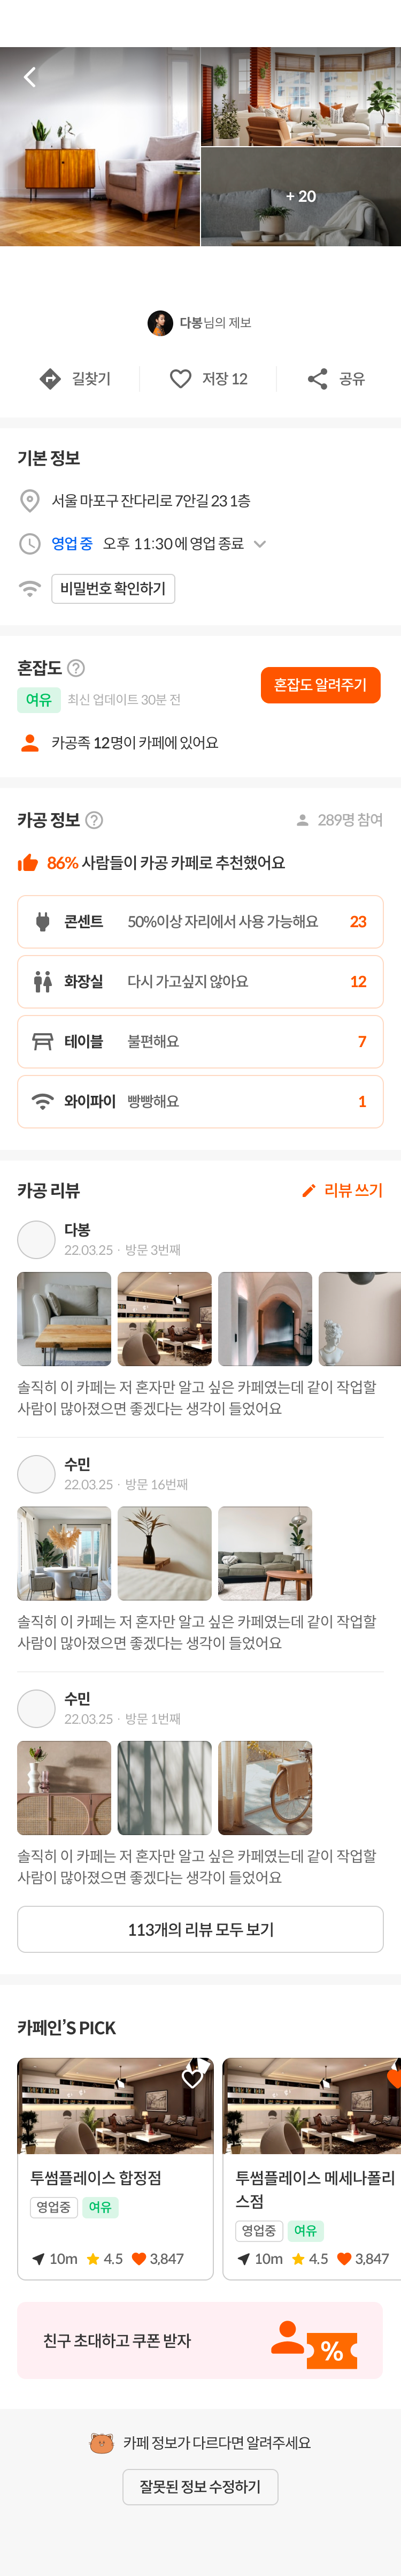 + 20
다봉님의 제보
길찾기
저장 12
공유
기본 정보
서울 마포구 잔다리로 7안길 23 1층
영업 중 오후 11:30에 영업 종료
비밀번호 확인하기
혼잡도
여유 최신 업데이트 30분 전
혼잡도 알려주기
카공족 12명이 카페에 있어요
카공 정보
289명 참여
86% 사람들이 카공 카페로 추천했어요
콘센트 50%이상 자리에서 사용 가능해요 23
화장실 다시 가고싶지 않아요 12
테이블 불편해요 7
와이파이 빵빵해요 1
카공 리뷰
리뷰 쓰기
다봉
22.03.25 · 방문 3번째
솔직히 이 카페는 저 혼자만 알고 싶은 카페였는데 같이 작업할
사람이 많아졌으면 좋겠다는 생각이 들었어요
수민
22.03.25 · 방문 16번째
솔직히 이 카페는 저 혼자만 알고 싶은 카페였는데 같이 작업할
사람이 많아졌으면 좋겠다는 생각이 들었어요
수민
22.03.25 · 방문 1번째
솔직히 이 카페는 저 혼자만 알고 싶은 카페였는데 같이 작업할
사람이 많아졌으면 좋겠다는 생각이 들었어요
113개의 리뷰 모두 보기
카페인’S PICK
투썸플레이스 합정점
영업중 여유
10m 4.5 3,847
투썸플레이스 메세나폴리
스점
영업중 여유
10m 4.5 3,847
친구 초대하고 쿠폰 받자
%
카페 정보가 다르다면 알려주세요
잘못된 정보 수정하기